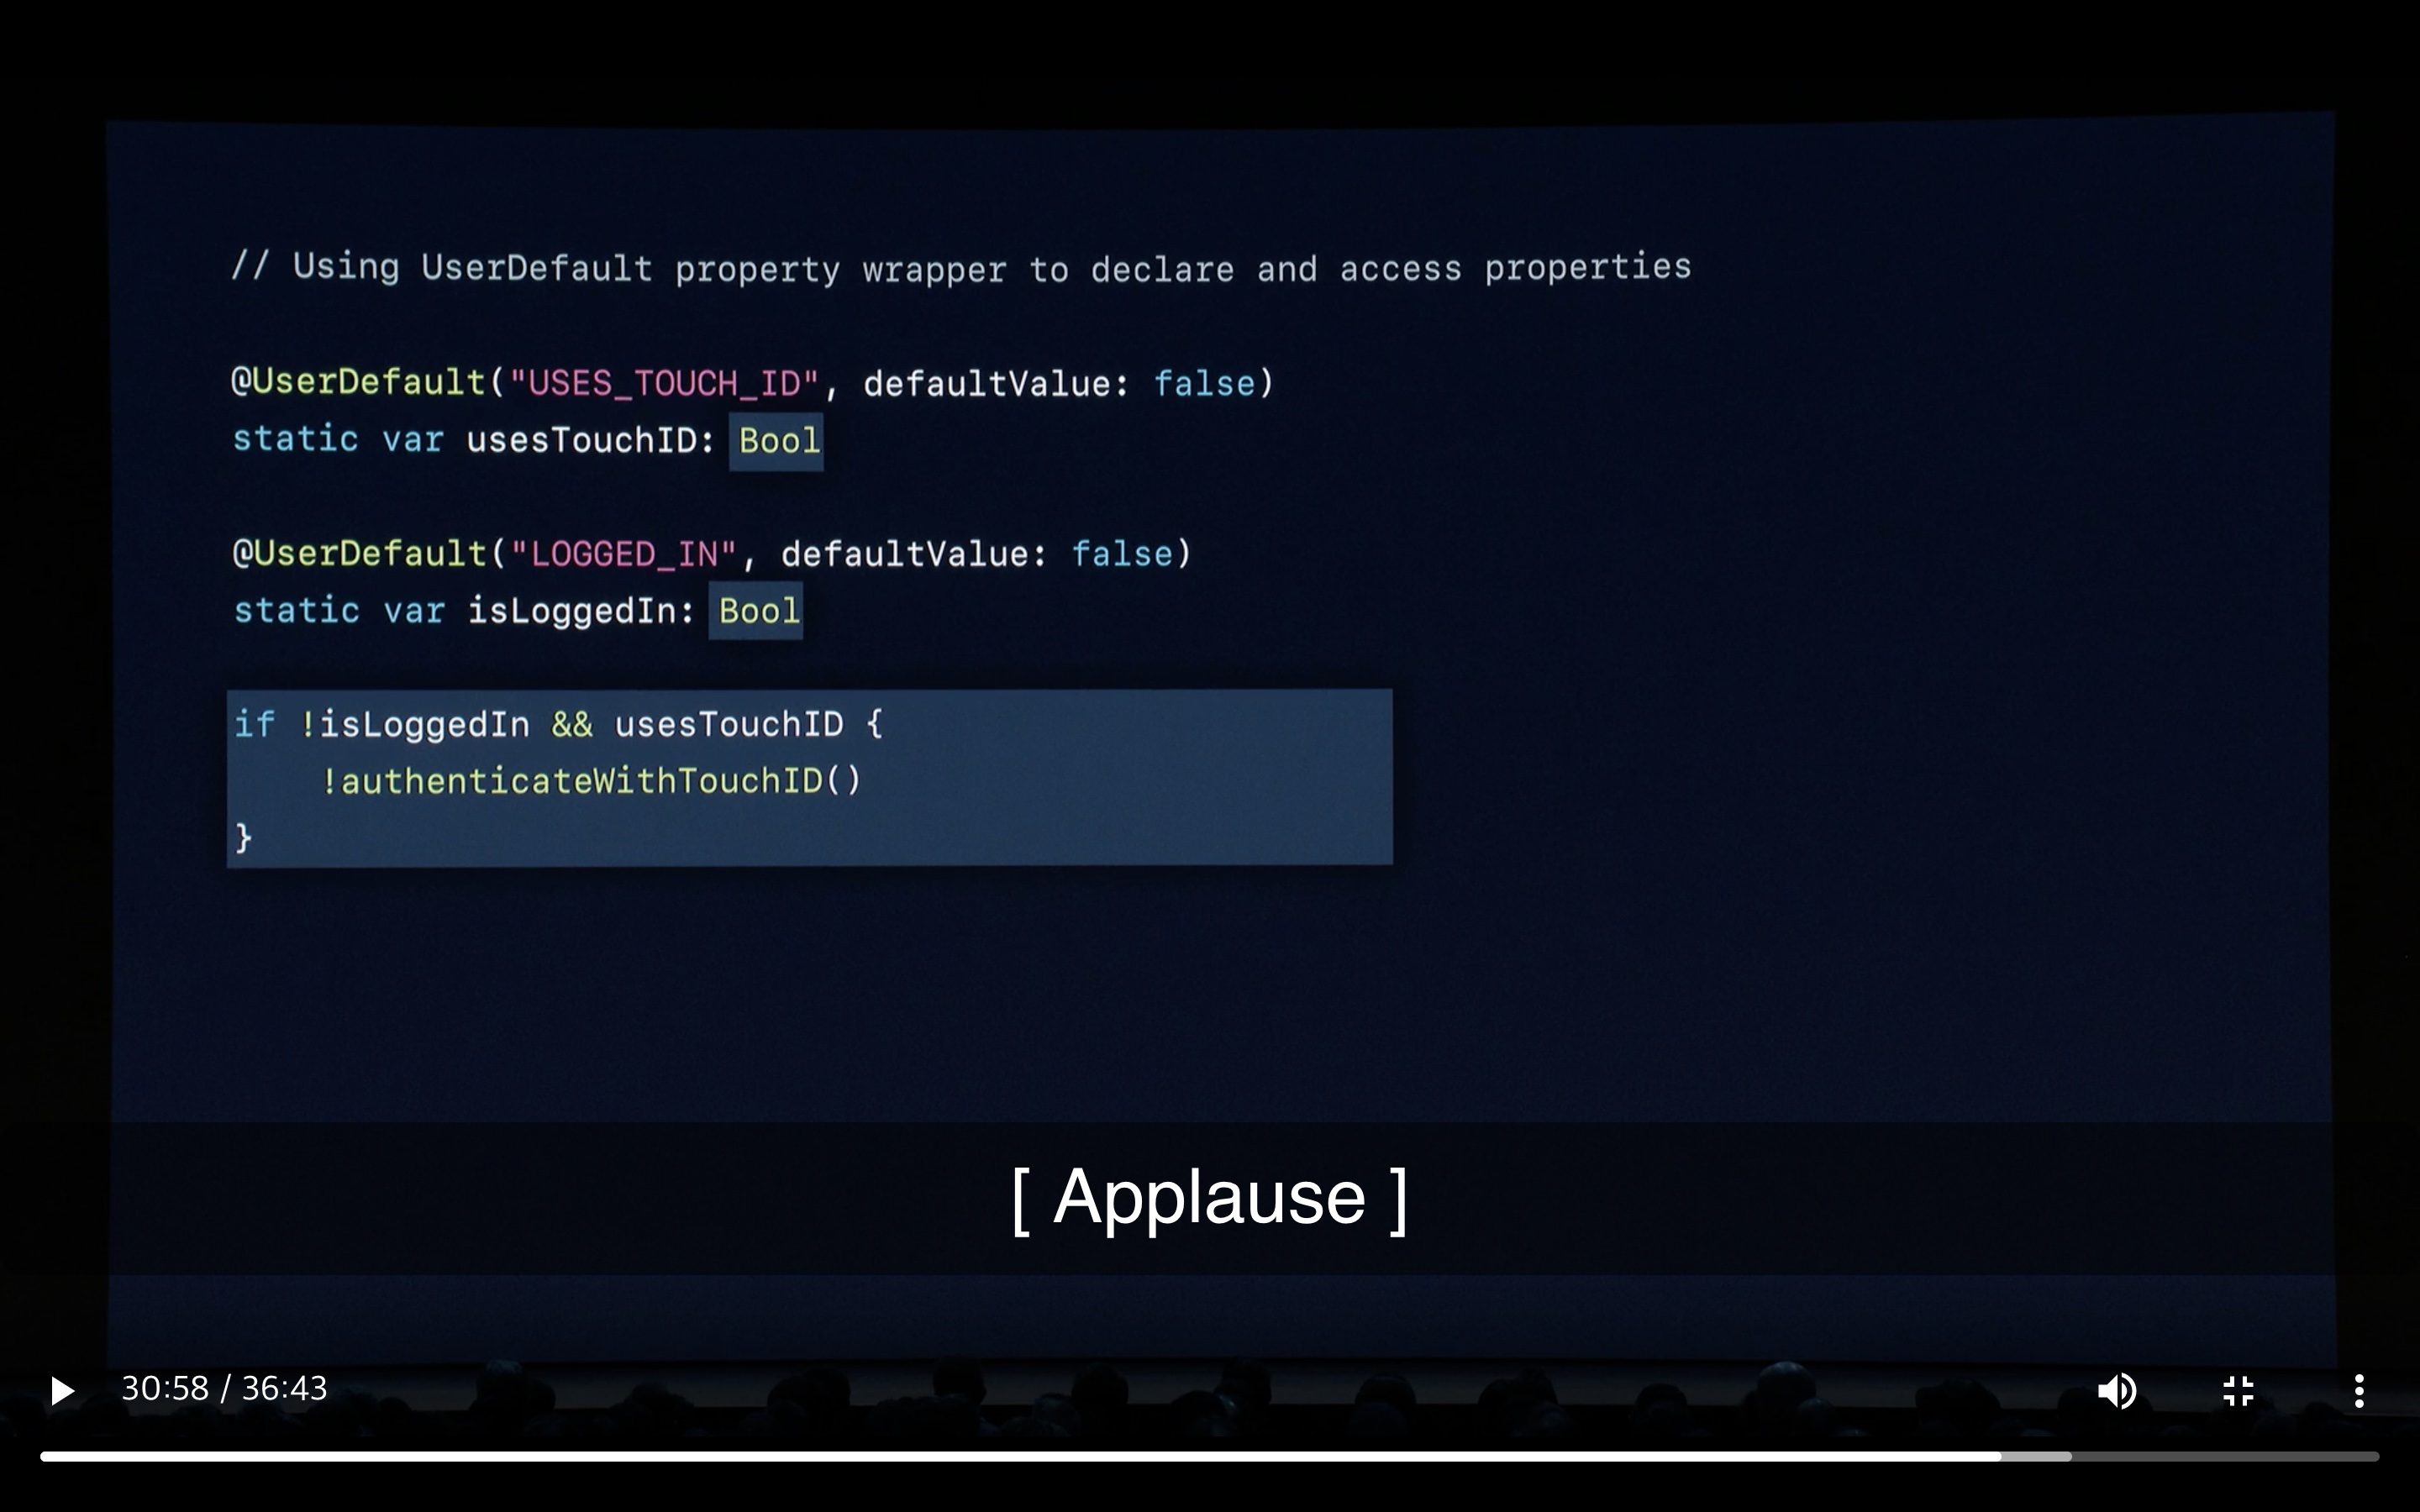 // Using UserDefault property wrapper to declare and access properties
@UserDefault("USES_TOUCH_ID", defaultValue: false)
static var usesTouchID: Bool
@UserDefault("LOGGED_IN", defaultValue: false)
static var isLoggedIn: Bool
if !isLoggedIn && usesTouchID {
    !authenticateWithTouchID()
}
[ Applause ]
30:58 / 36:43